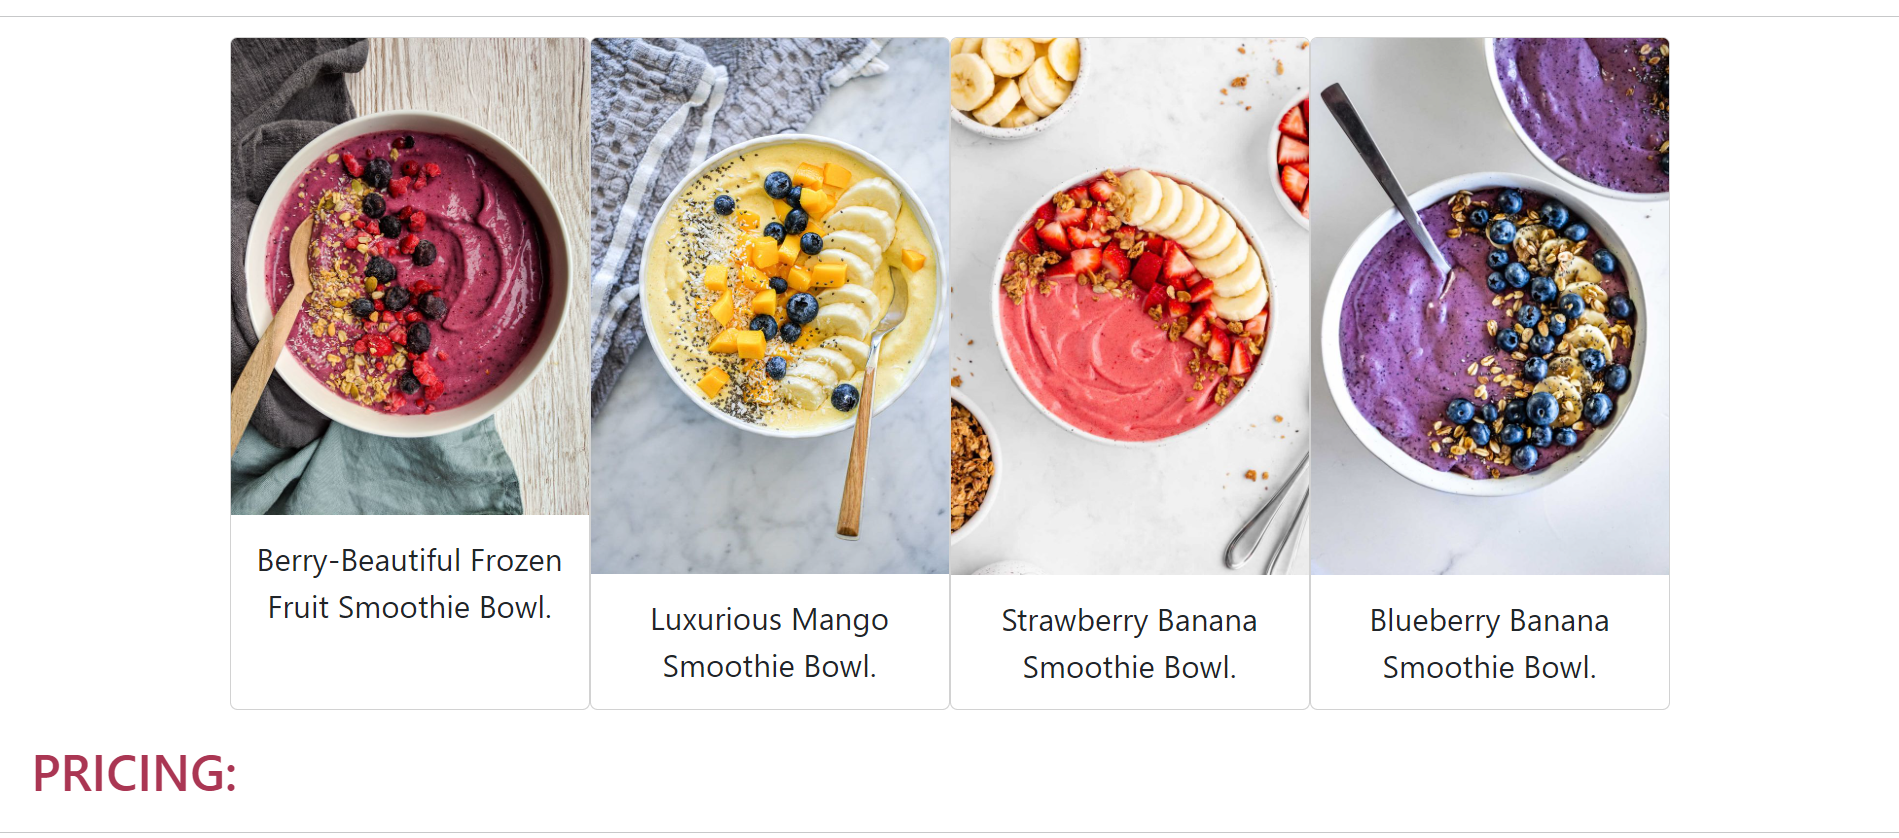 Berry-Beautiful Frozen
Fruit Smoothie Bowl.
Luxurious Mango
Smoothie Bowl.
Strawberry Banana
Smoothie Bowl.
Blueberry Banana
Smoothie Bowl.
PRICING: